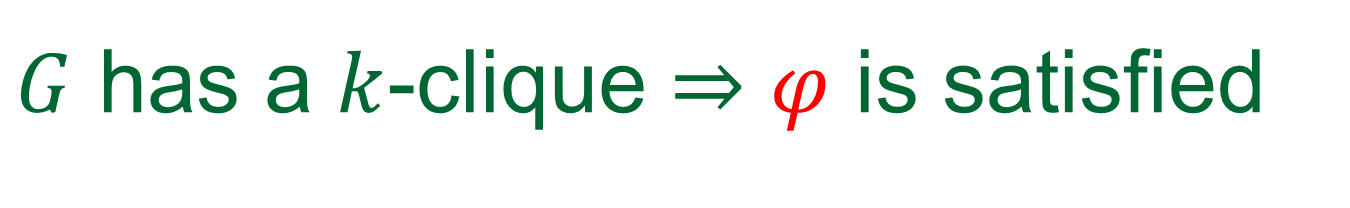 G has a k-clique ⇒ φ is satisfied